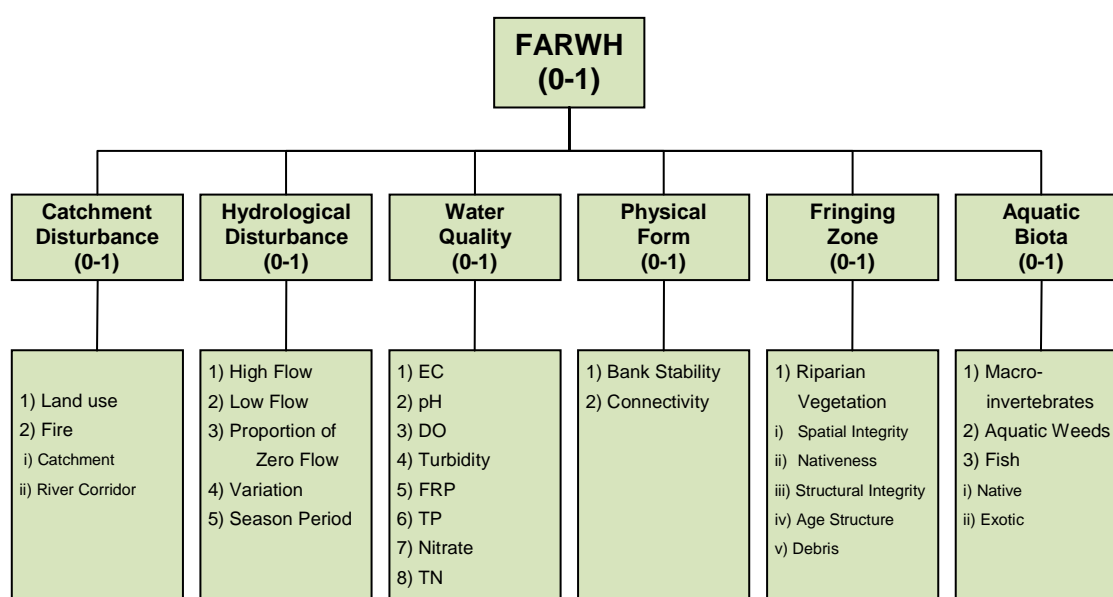 FARWH
(0-1)
Catchment
Disturbance
(0-1)
Hydrological
Disturbance
(0-1)
Water
Quality
(0-1)
Physical
Form
(0-1)
Fringing
Zone
(0-1)
Aquatic
Biota
(0-1)
1) Land use
2) Fire
i) Catchment
ii) River Corridor
1) High Flow
2) Low Flow
3) Proportion of
Zero Flow
4) Variation
5) Season Period
1) EC
2) pH
3) DO
4) Turbidity
5) FRP
6) TP
7) Nitrate
8) TN
1) Bank Stability
2) Connectivity
1) Riparian
Vegetation
i) Spatial Integrity
ii) Nativeness
iii) Structural Integrity
iv) Age Structure
v) Debris
1) Macro-
invertebrates
2) Aquatic Weeds
3) Fish
i) Native
ii) Exotic